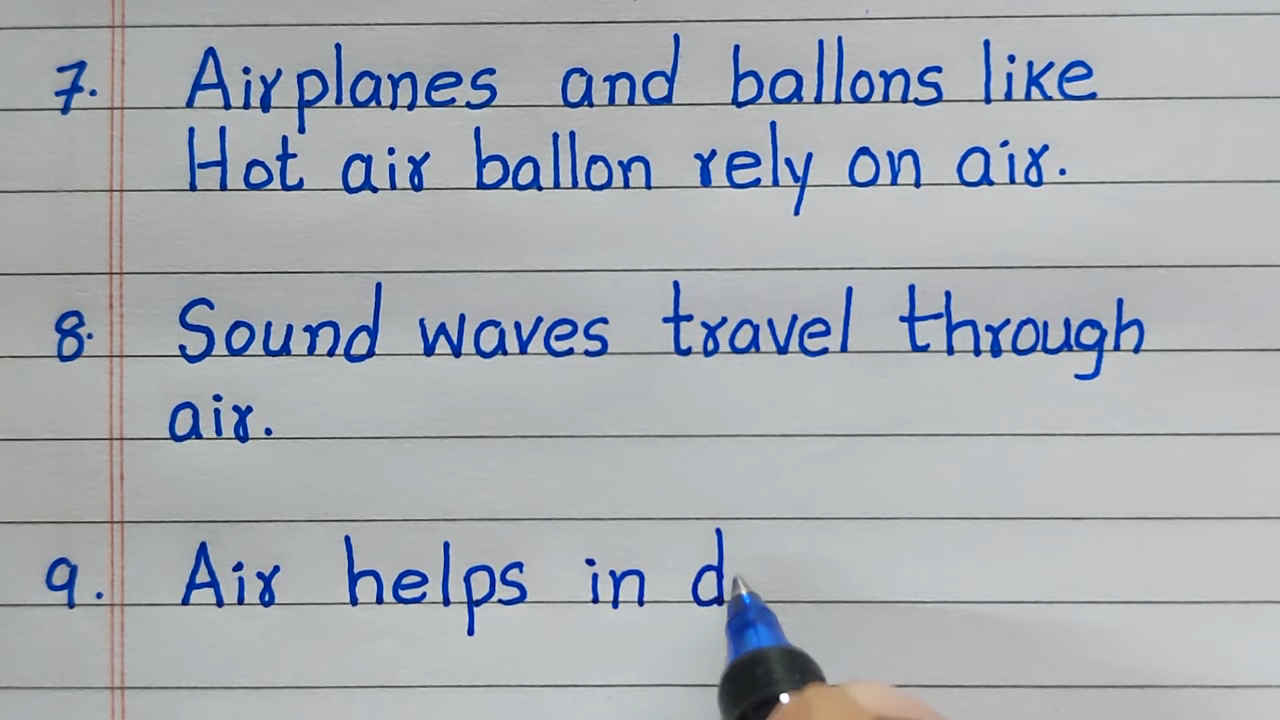 7. Airplanes and ballons like
Hot air ballon rely on air.
8. Sound waves travel through
air.
9. Air helps in d